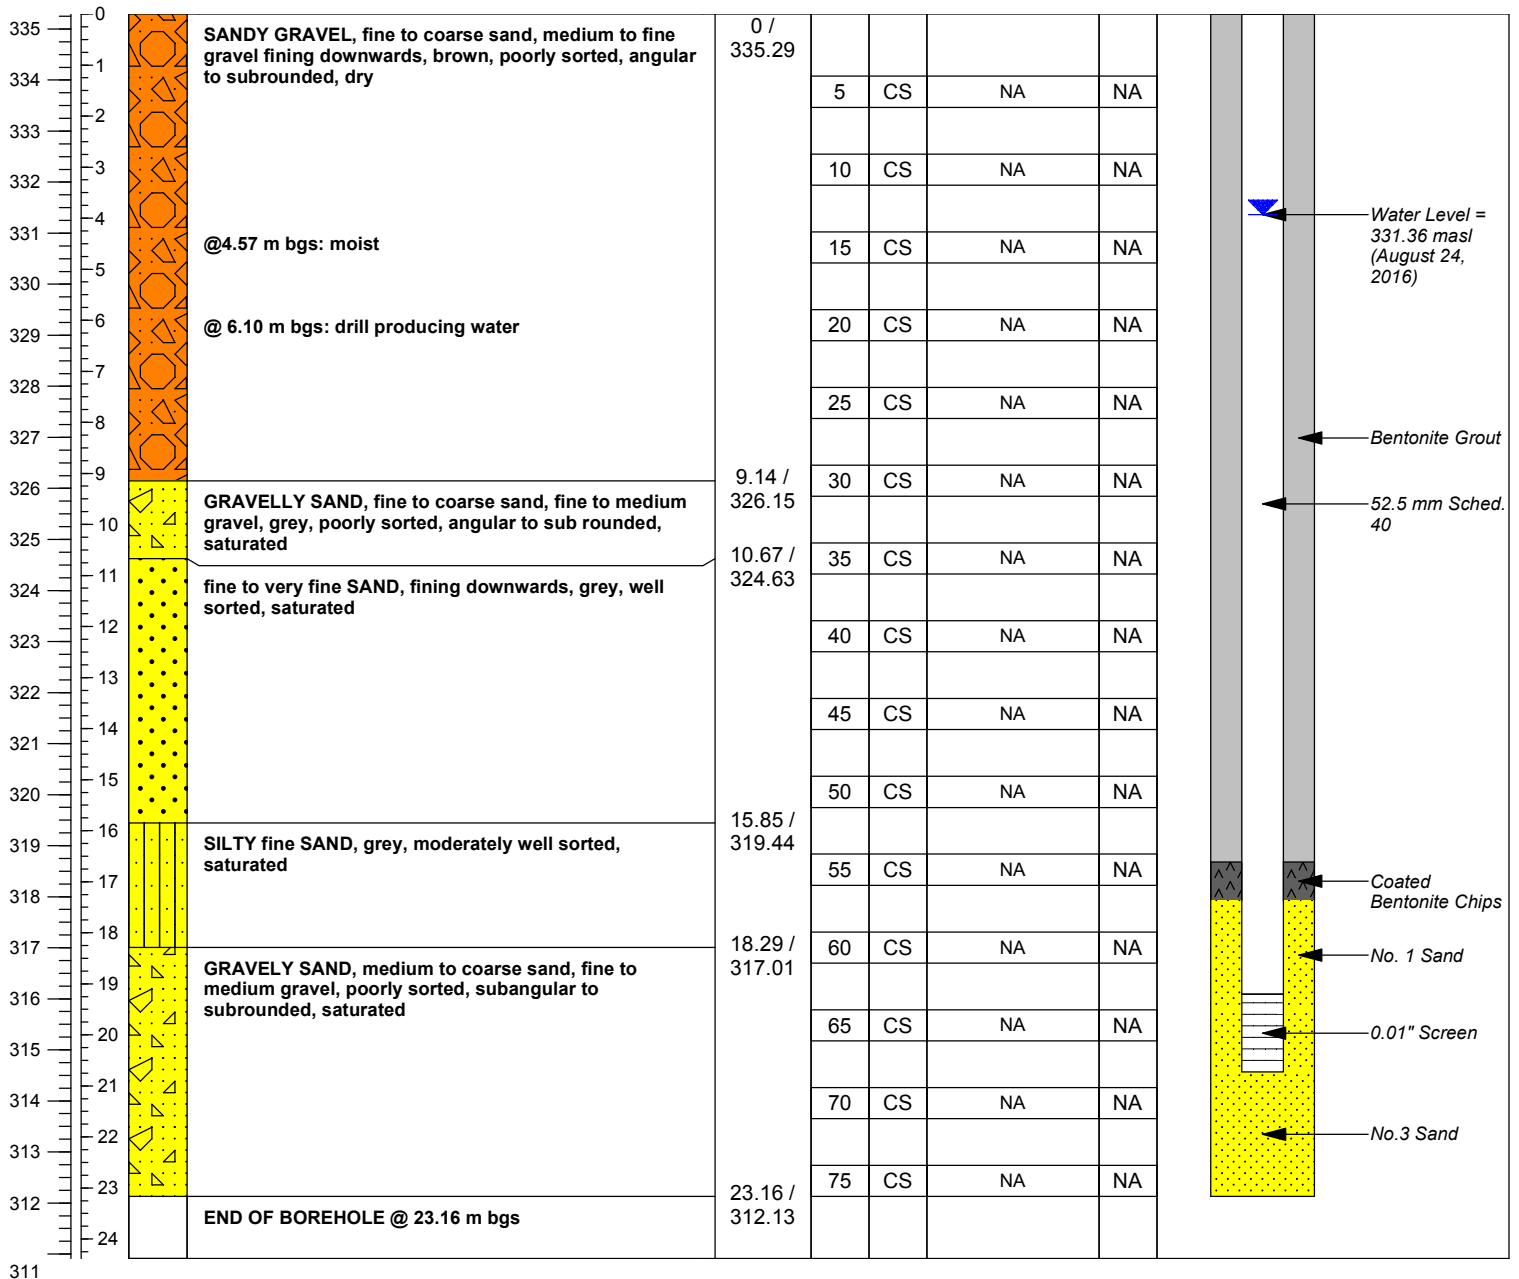 335
334
333
332
331
330
329
328
327
326
325
324
323
322
321
320
319
318
317
316
315
314
313
312
311
0
1
2
3
4
5
6
7
8
9
10
11
12
13
14
15
16
17
18
19
20
21
22
23
24
SANDY GRAVEL, fine to coarse sand, medium to fine
gravel fining downwards, brown, poorly sorted, angular
to subrounded, dry
@4.57 m bgs: moist
@ 6.10 m bgs: drill producing water
GRAVELLY SAND, fine to coarse sand, fine to medium
gravel, grey, poorly sorted, angular to sub rounded,
saturated
fine to very fine SAND, fining downwards, grey, well
sorted, saturated
SILTY fine SAND, grey, moderately well sorted,
saturated
GRAVELY SAND, medium to coarse sand, fine to
medium gravel, poorly sorted, subangular to
subrounded, saturated
END OF BOREHOLE @ 23.16 m bgs
0 /
335.29
9.14 /
326.15
10.67 /
324.63
15.85 /
319.44
18.29 /
317.01
23.16 /
312.13
5 CS NA NA
10 CS NA NA
15 CS NA NA
20 CS NA NA
25 CS NA NA
30 CS NA NA
35 CS NA NA
40 CS NA NA
45 CS NA NA
50 CS NA NA
55 CS NA NA
60 CS NA NA
65 CS NA NA
70 CS NA NA
75 CS NA NA
Water Level =
331.36 masl
(August 24,
2016)
Bentonite Grout
52.5 mm Sched.
40
Coated
Bentonite Chips
No. 1 Sand
0.01" Screen
No.3 Sand